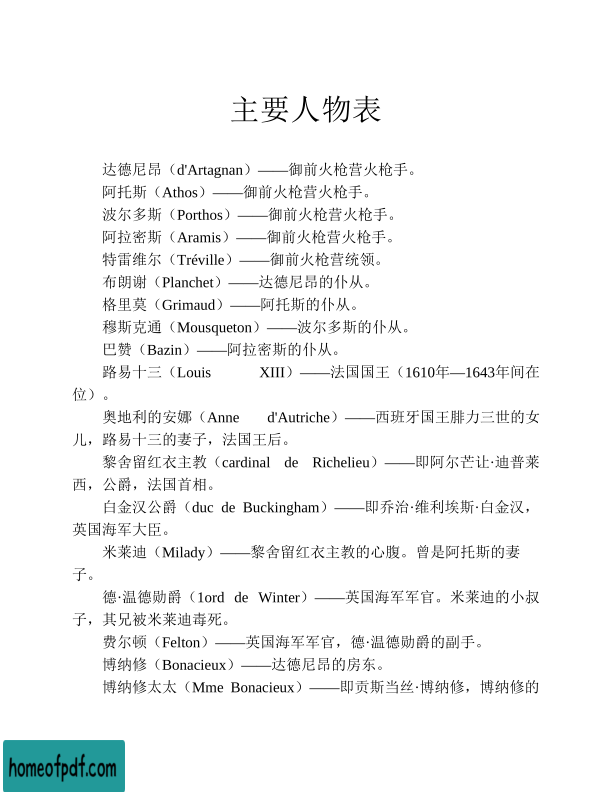 主要人物表
达德尼昂（d'Artagnan）——御前火枪营火枪手。
阿托斯（Athos）——御前火枪营火枪手。
波尔多斯（Porthos）——御前火枪营火枪手。
阿拉密斯（Aramis）——御前火枪营火枪手。
特雷维尔（Tréville）——御前火枪营统领。
布朗谢（Planchet）——达德尼昂的仆从。
格里莫（Grimaud）——阿托斯的仆从。
穆斯克通（Mousqueton）——波尔多斯的仆从。
巴赞（Bazin）——阿拉密斯的仆从。
路易十三（Louis XIII）——法国国王（1610年—1643年间在
位）。
奥地利的安娜（Anne d'Autriche）——西班牙国王腓力三世的女
儿，路易十三的妻子，法国王后。
黎舍留红衣主教（cardinal de Richelieu）——即阿尔芒让·迪普莱
西，公爵，法国首相。
白金汉公爵（duc de Buckingham）——即乔治·维利埃斯·白金汉，
英国海军大臣。
米莱迪（Milady）——黎舍留红衣主教的心腹。曾是阿托斯的妻
子。
德·温德勋爵（1ord de Winter）——英国海军军官。米莱迪的小叔
子，其兄被米莱迪毒死。
费尔顿（Felton）——英国海军军官，德·温德勋爵的副手。
博纳修（Bonacieux）——达德尼昂的房东。
博纳修太太（Mme Bonacieux）——即贡斯当丝·博纳修，博纳修的
homeofpdf.com